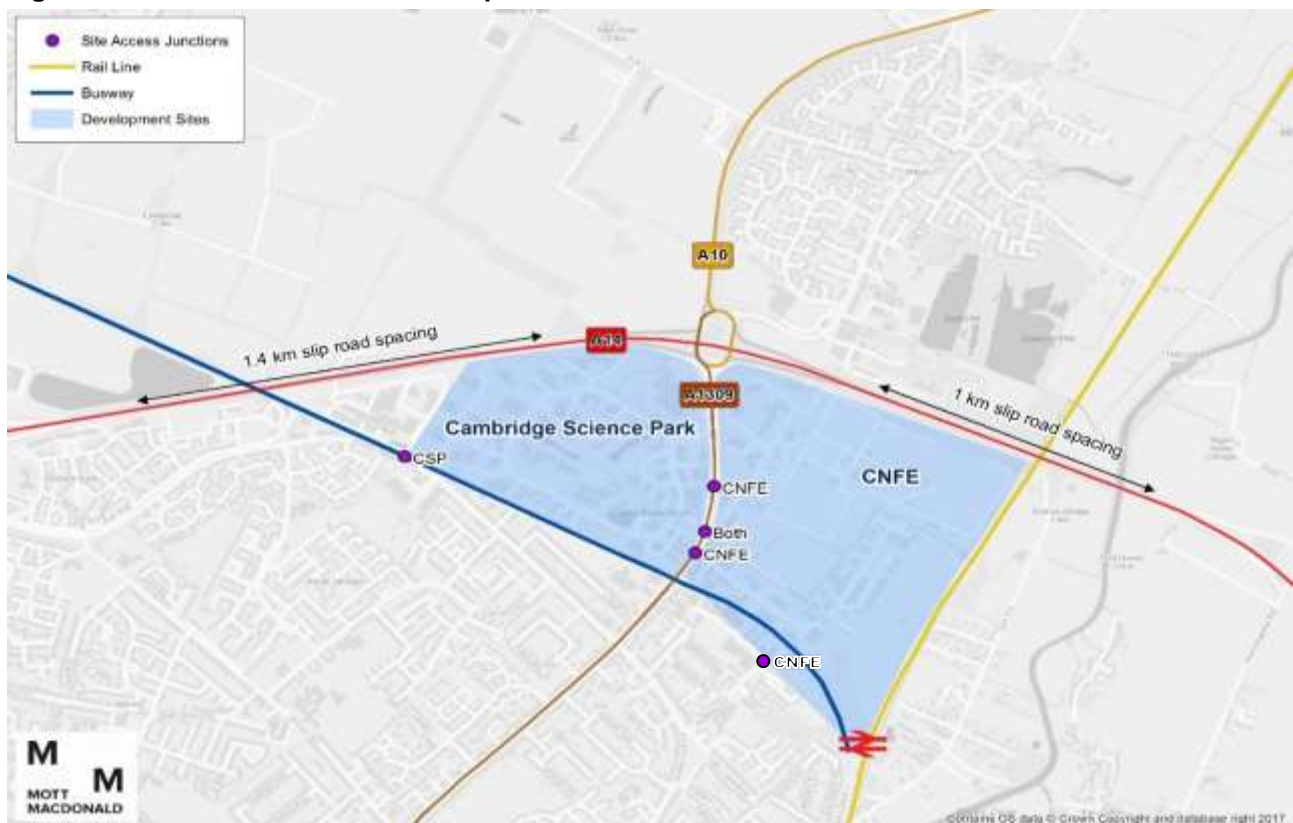 Site Access Junctions
Rail Line
Busway
Development Sites
A10
1.4 km slip road spacing
A14
A1309
1 km slip road spacing
Cambridge Science Park
CNFE
CSP
CNFE
Both
CNFE
CNFE
M
M
MOTT
MACDONALD
Contains OS data © Crown Copyright and database right 2017